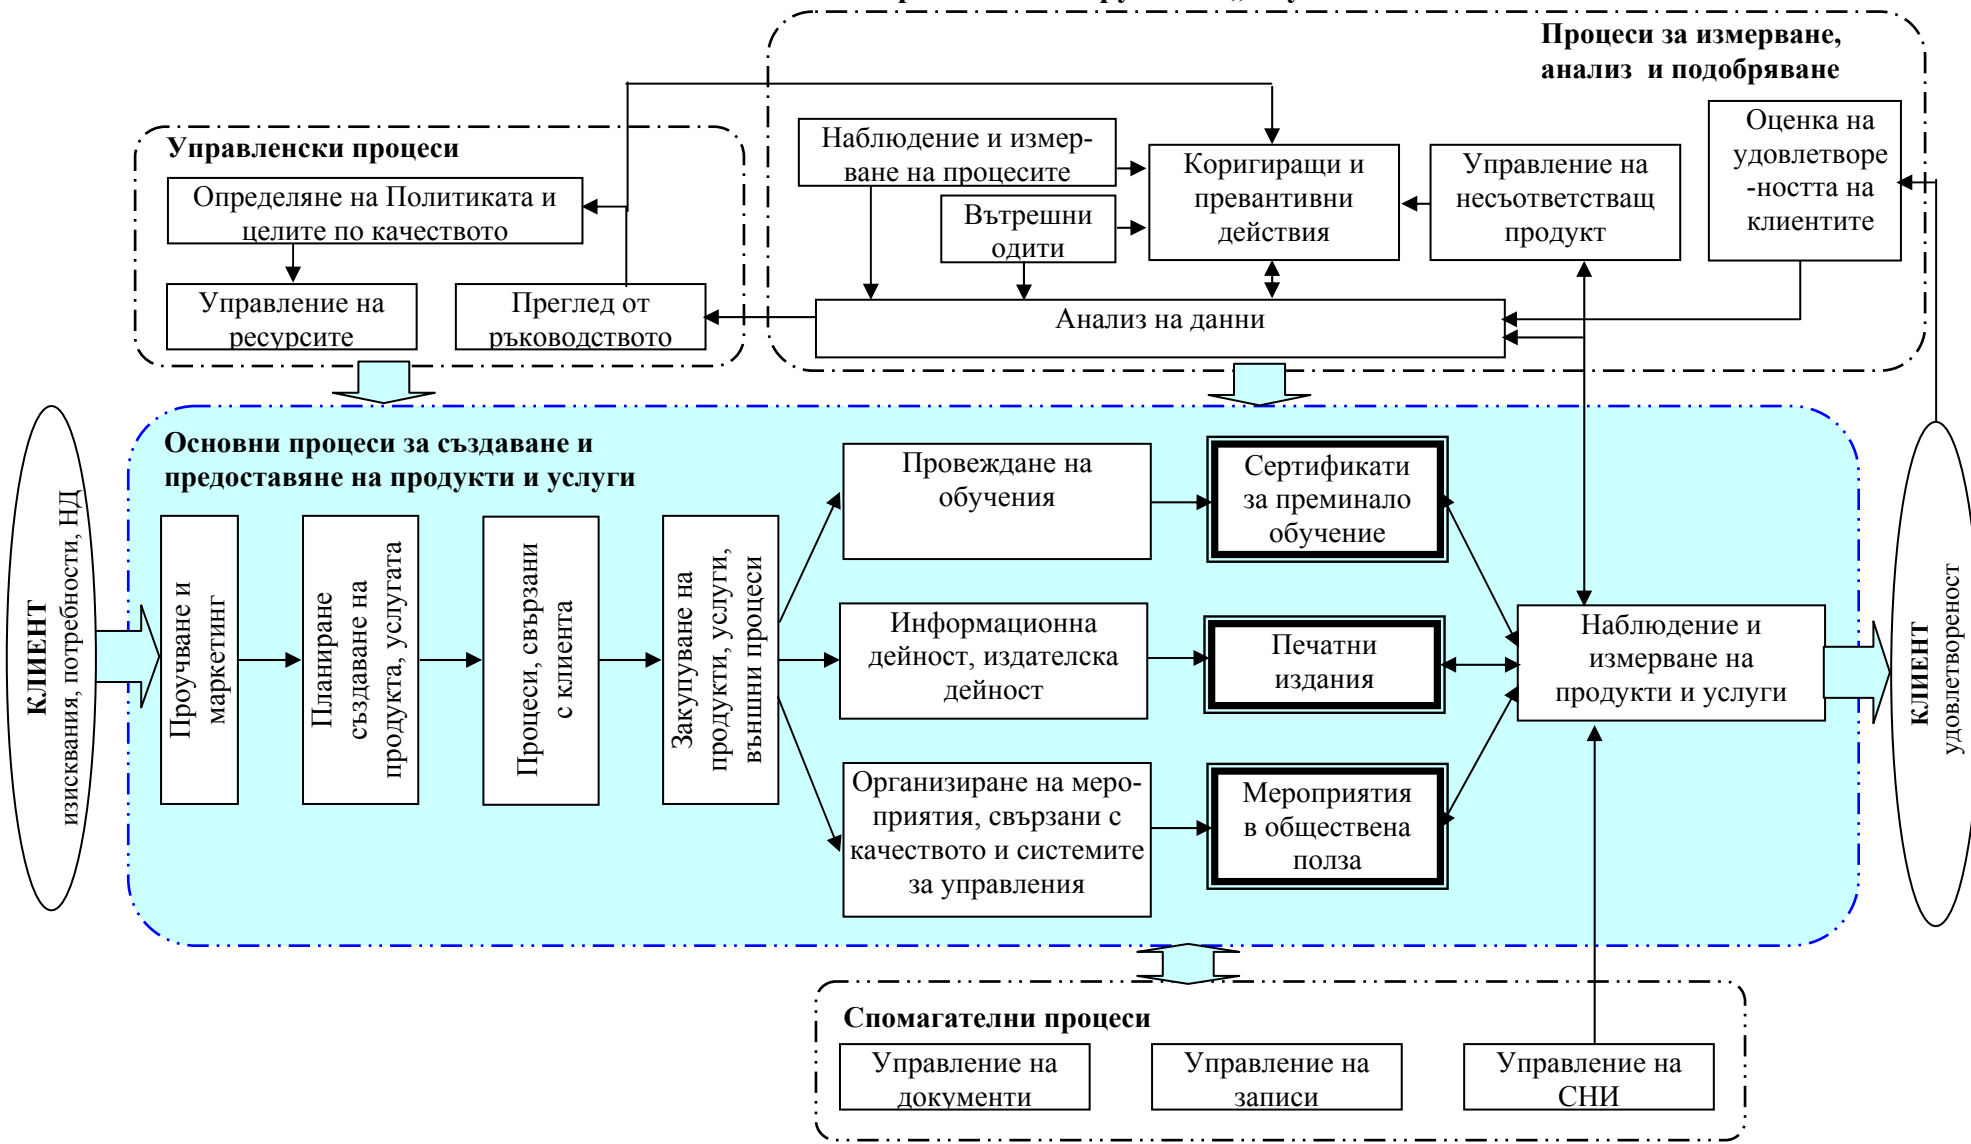 Процеси за измерване,
анализ и подобряване
Управленски процеси
Определяне на Политиката и
целите по качеството
Управление на
ресурсите
Преглед от
ръководството
Наблюдение и измер-
ване на процесите
Вътрешни
одити
Коригиращи и
превантивни
действия
Управление на
несъответстващ
продукт
Оценка на
удовлетворе
-ността на
клиентите
Анализ на данни
КЛИЕНТ
изисквания, потребности, НД
Основни процеси за създаване и
предоставяне на продукти и услуги
Проучване и
маркетинг
Планиране
създаване на
продукта, услугата
Процеси, свързани
с клиента
Закупуване на
продукти, услуги,
външни процеси
Провеждане на
обучения
Информационна
дейност, издателска
дейност
Организиране на меро-
приятия, свързани с
качеството и системите
за управления
Сертификати
за преминало
обучение
Печатни
издания
Мероприятия
в обществена
полза
Наблюдение и
измерване на
продукти и услуги
КЛИЕНТ
удовлетвореност
Спомагателни процеси
Управление на
документи
Управление на
записи
Управление на
СНИ